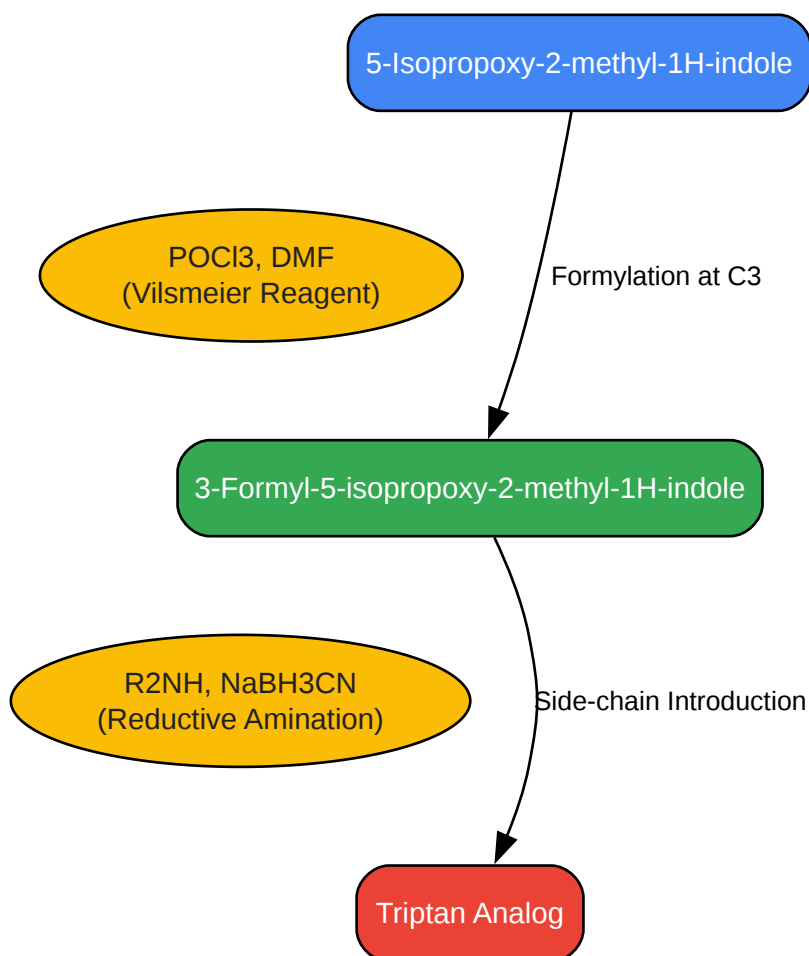 5-Isopropoxy-2-methyl-1H-indole
POCl3, DMF
(Vilsmeier Reagent)
Formylation at C3
3-Formyl-5-isopropoxy-2-methyl-1H-indole
R2NH, NaBH3CN
(Reductive Amination)
Side-chain Introduction
Triptan Analog